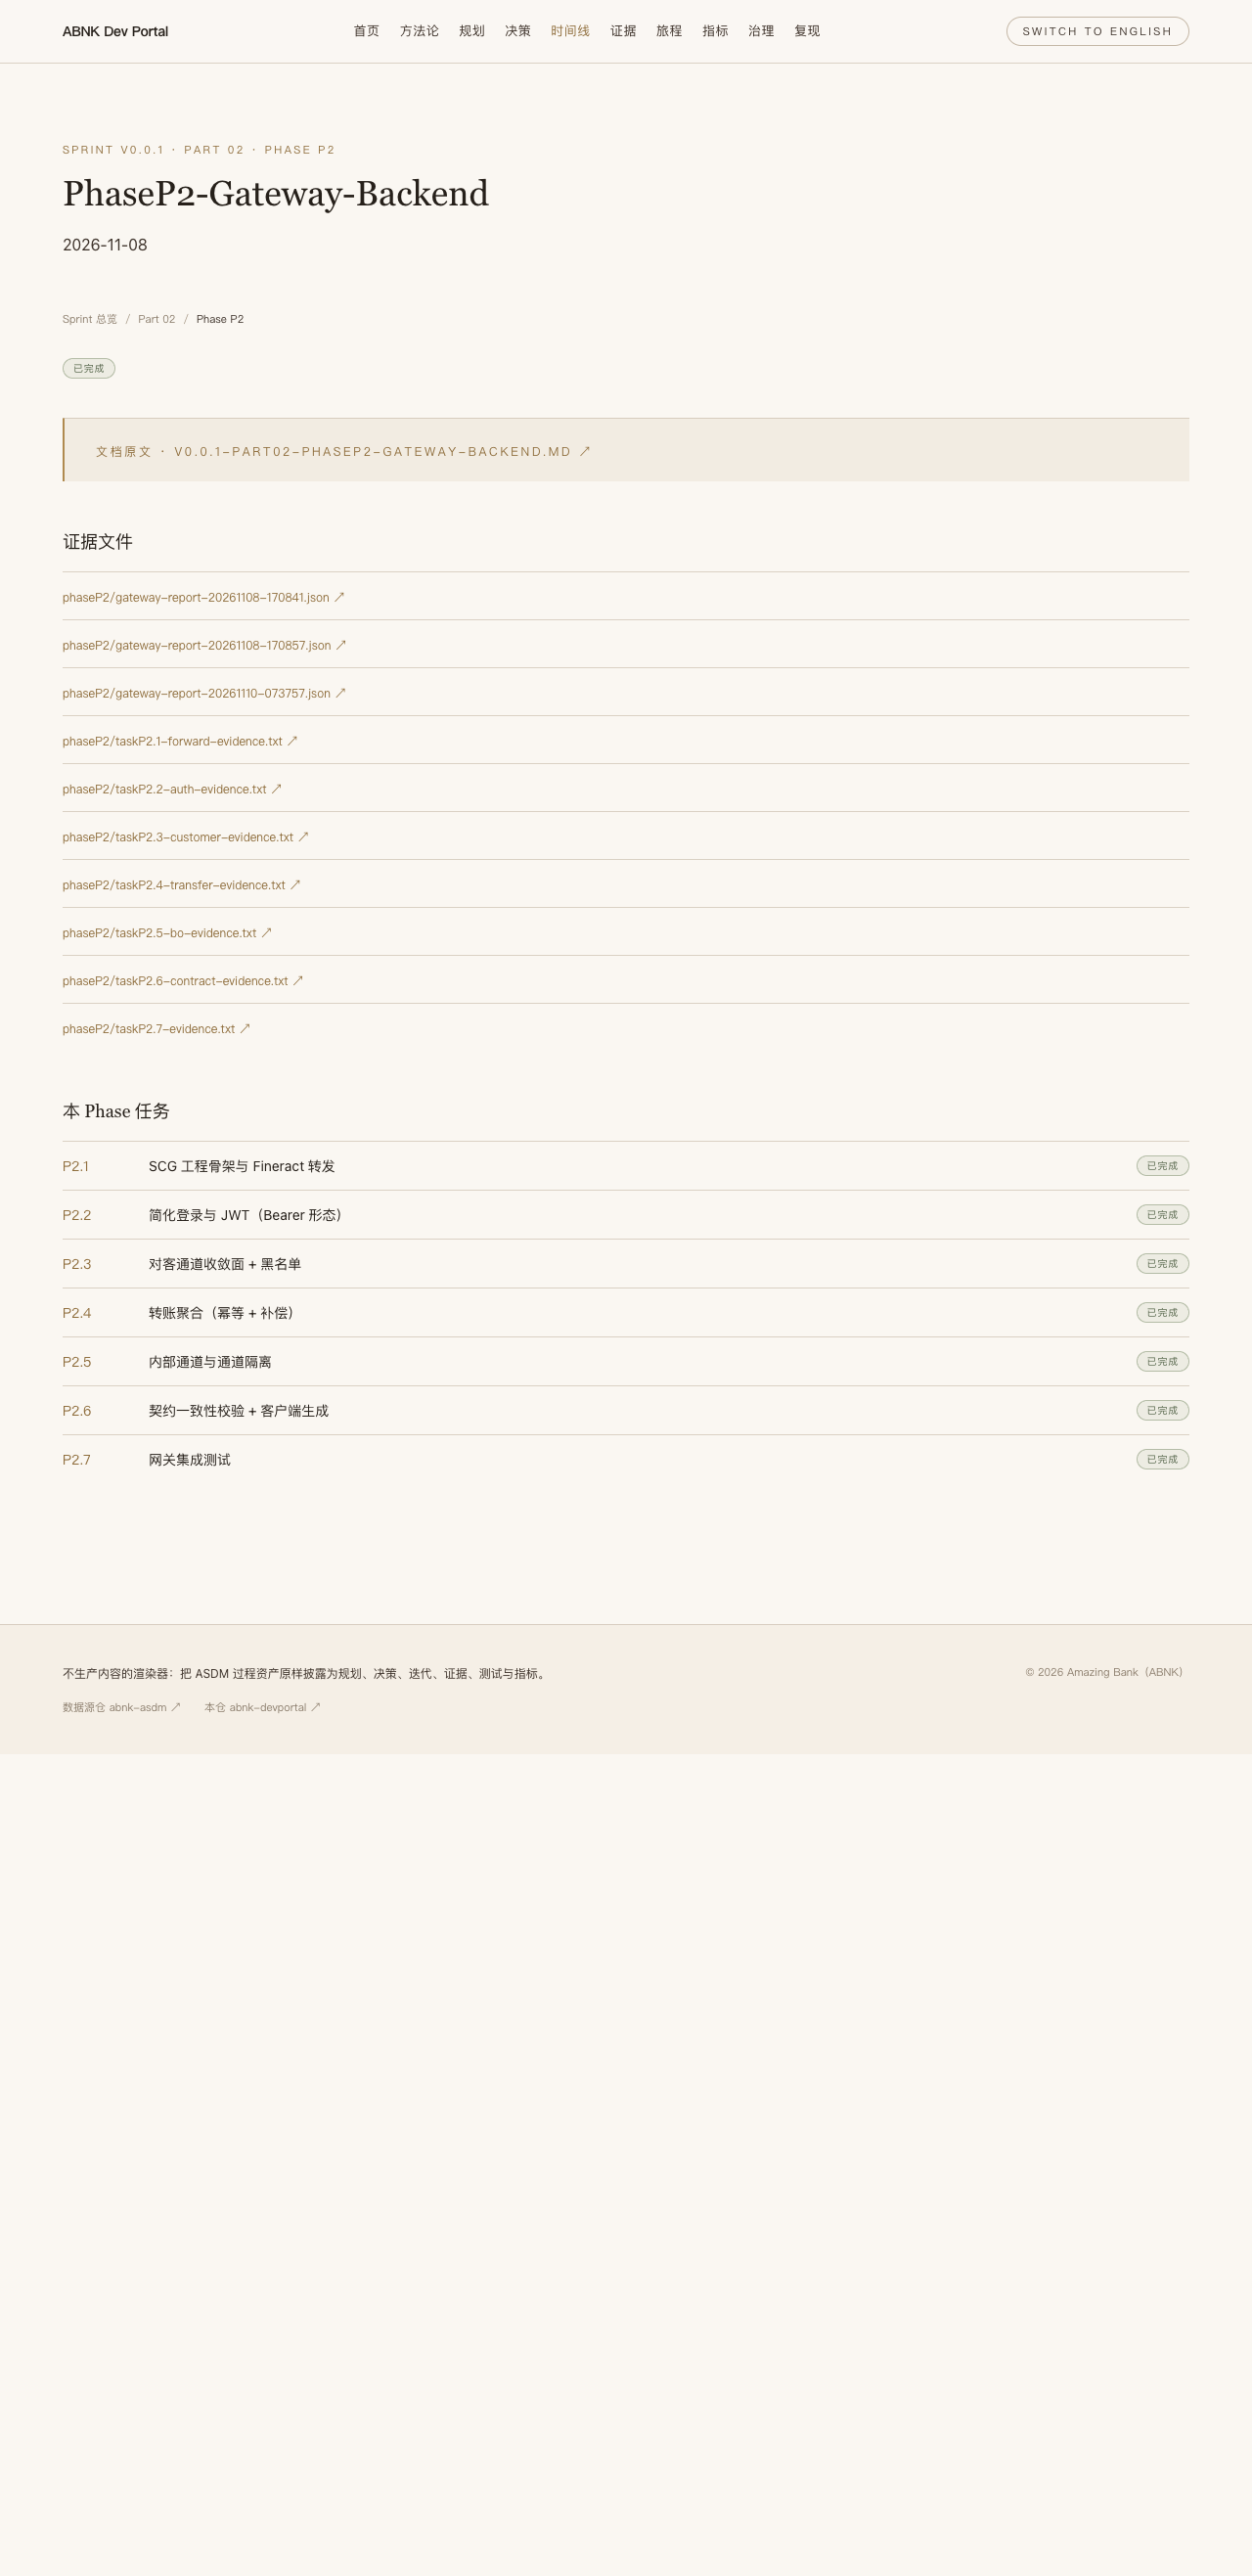 ABNK Dev Portal
首页 方法论 规划 决策 时间线 证据 旅程 指标 治理 复现
SWITCH TO ENGLISH
SPRINT V0.0.1 · PART 02 · PHASE P2
PhaseP2-Gateway-Backend
2026-11-08
Sprint 总览 / Part 02 / Phase P2
已完成
文档原文 · V0.0.1-PART02-PHASEP2-GATEWAY-BACKEND.MD ↗
证据文件
phaseP2/gateway-report-20261108-170841.json ↗
phaseP2/gateway-report-20261108-170857.json ↗
phaseP2/gateway-report-20261110-073757.json ↗
phaseP2/taskP2.1-forward-evidence.txt ↗
phaseP2/taskP2.2-auth-evidence.txt ↗
phaseP2/taskP2.3-customer-evidence.txt ↗
phaseP2/taskP2.4-transfer-evidence.txt ↗
phaseP2/taskP2.5-bo-evidence.txt ↗
phaseP2/taskP2.6-contract-evidence.txt ↗
phaseP2/taskP2.7-evidence.txt ↗
本 Phase 任务
P2.1 SCG 工程骨架与 Fineract 转发 已完成
P2.2 简化登录与 JWT（Bearer 形态） 已完成
P2.3 对客通道收敛面 + 黑名单 已完成
P2.4 转账聚合（幂等 + 补偿） 已完成
P2.5 内部通道与通道隔离 已完成
P2.6 契约一致性校验 + 客户端生成 已完成
P2.7 网关集成测试 已完成
不生产内容的渲染器：把 ASDM 过程资产原样披露为规划、决策、迭代、证据、测试与指标。
© 2026 Amazing Bank（ABNK）
数据源仓 abnk-asdm ↗ 本仓 abnk-devportal ↗